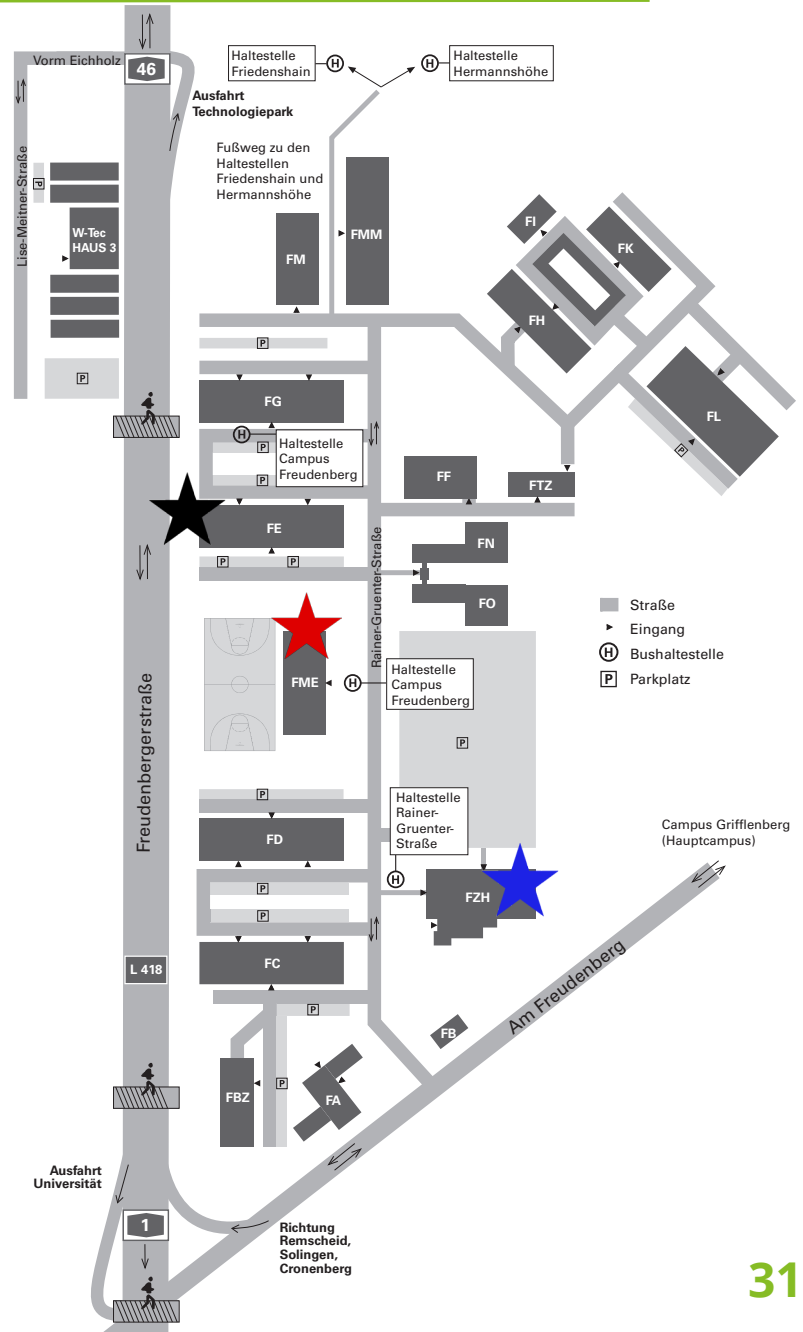 Vorm Eichholz
46
Ausfahrt
Technologiepark
Haltestelle
Friedenshain
H
H
Haltestelle
Hermannshöhe
Fußweg zu den
Haltestellen
Friedenshain und
Hermannshöhe
Lise-Meitner-Straße
P
W-Tec
HAUS 3
P
FM
FMM
FI
FK
FH
FL
P
P
FG
H
Haltestelle
Campus
Freudenberg
P
P
FF
FTZ
FE
P
P
FN
FO
Rainer-Gruenter-Straße
Straße
Eingang
H
Bushaltestelle
P
Parkplatz
FME
H
Haltestelle
Campus
Freudenberg
P
Freudenbergerstraße
P
Haltestelle
Rainer-
Gruenter-
Straße
H
FD
P
P
FZH
Campus Grifflenberg
(Hauptcampus)
FC
L 418
P
Am Freudenberg
FB
FBZ
P
FA
Ausfahrt
Universität
1
Richtung
Remscheid,
Solingen,
Cronenberg
31